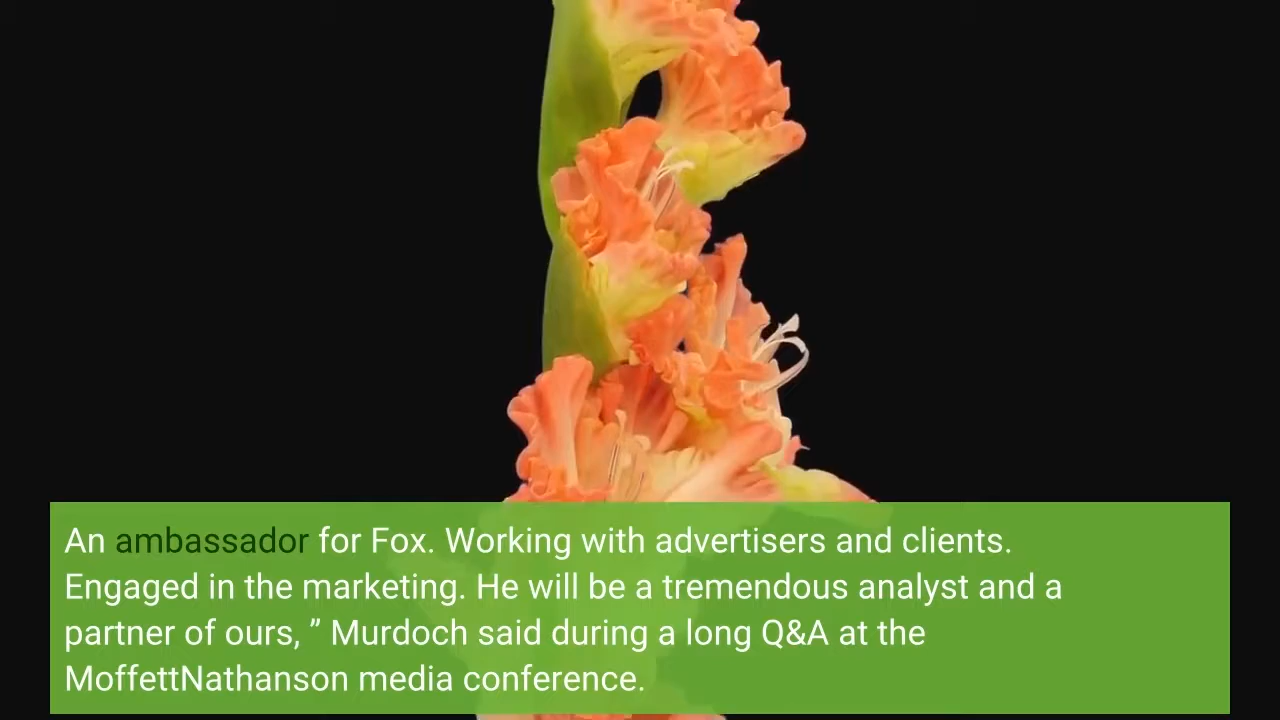 An ambassador for Fox. Working with advertisers and clients.
Engaged in the marketing. He will be a tremendous analyst and a
partner of ours, ” Murdoch said during a long Q&A at the
MoffettNathanson media conference.